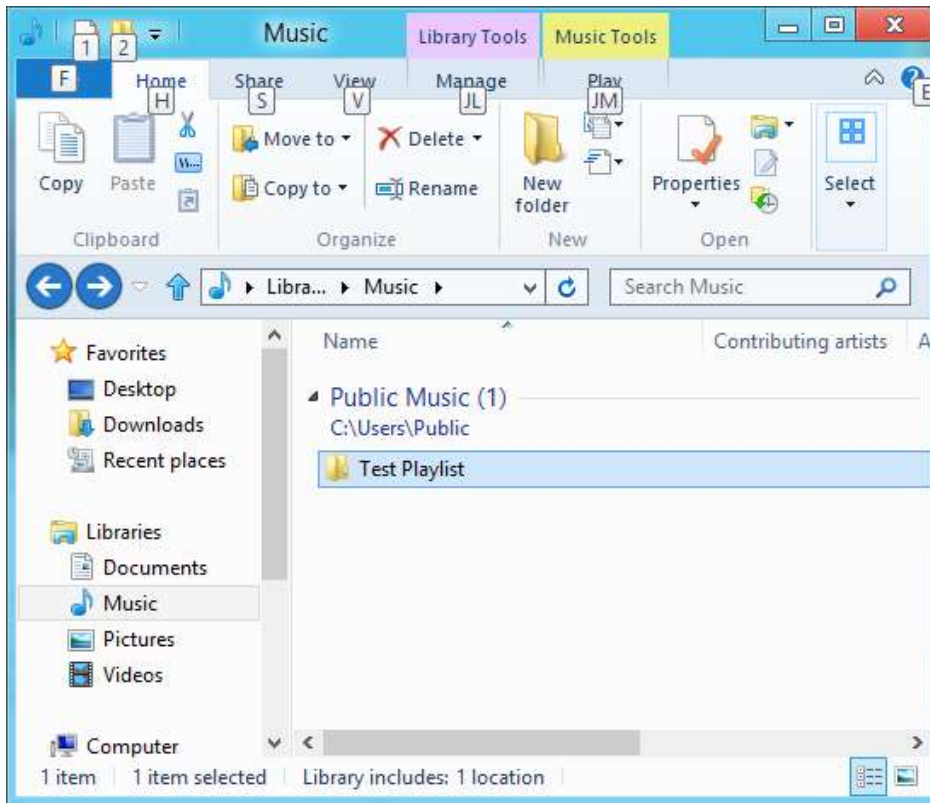 Music
Library Tools
Music Tools
1
2
F
Home
Share
View
Manage
Play
H
S
V
JL
JM
E
Move to
Delete
Copy
Paste
W...
Copy to
Rename
New folder
Properties
Select
Clipboard
Organize
New
Open
Libra...
Music
Search Music
Name
Contributing artists
A
Favorites
Desktop
Downloads
Recent places
Public Music (1)
C:\Users\Public
Test Playlist
Libraries
Documents
Music
Pictures
Videos
Computer
1 item
1 item selected
Library includes: 1 location